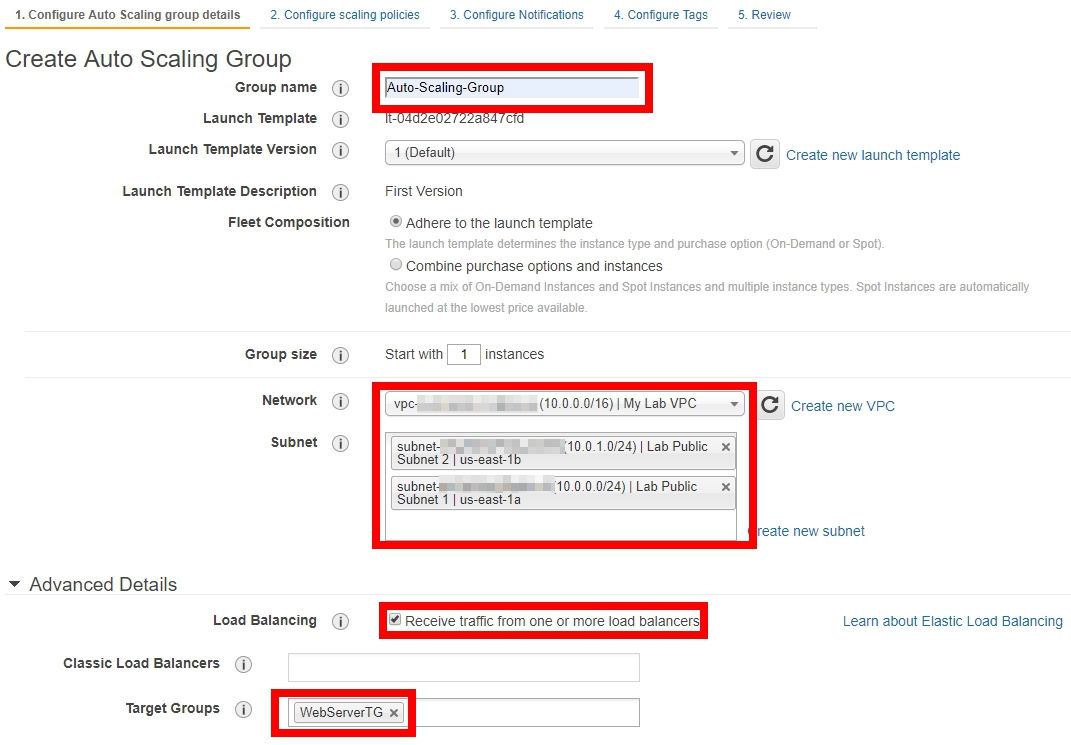 1. Configure Auto Scaling group details 2. Configure scaling policies 3. Configure Notifications 4. Configure Tags 5. Review
Create Auto Scaling Group
Group name i Auto-Scaling-Group
Launch Template i lt-04d2e02722a847cfd
Launch Template Version i 1 (Default) Create new launch template
Launch Template Description i First Version
Fleet Composition Adhere to the launch template
The launch template determines the instance type and purchase option (On-Demand or Spot).
Combine purchase options and instances
Choose a mix of On-Demand Instances and Spot Instances and multiple instance types. Spot Instances are automatically
launched at the lowest price available.
Group size i Start with 1 instances
Network i vpc- (10.0.0.0/16) | My Lab VPC Create new VPC
Subnet i subnet- (10.0.1.0/24) | Lab Public
Subnet 2 | us-east-1b
subnet- (10.0.0.0/24) | Lab Public
Subnet 1 | us-east-1a
reate new subnet
Advanced Details
Load Balancing i Receive traffic from one or more load balancers Learn about Elastic Load Balancing
Classic Load Balancers i
Target Groups i WebServerTG